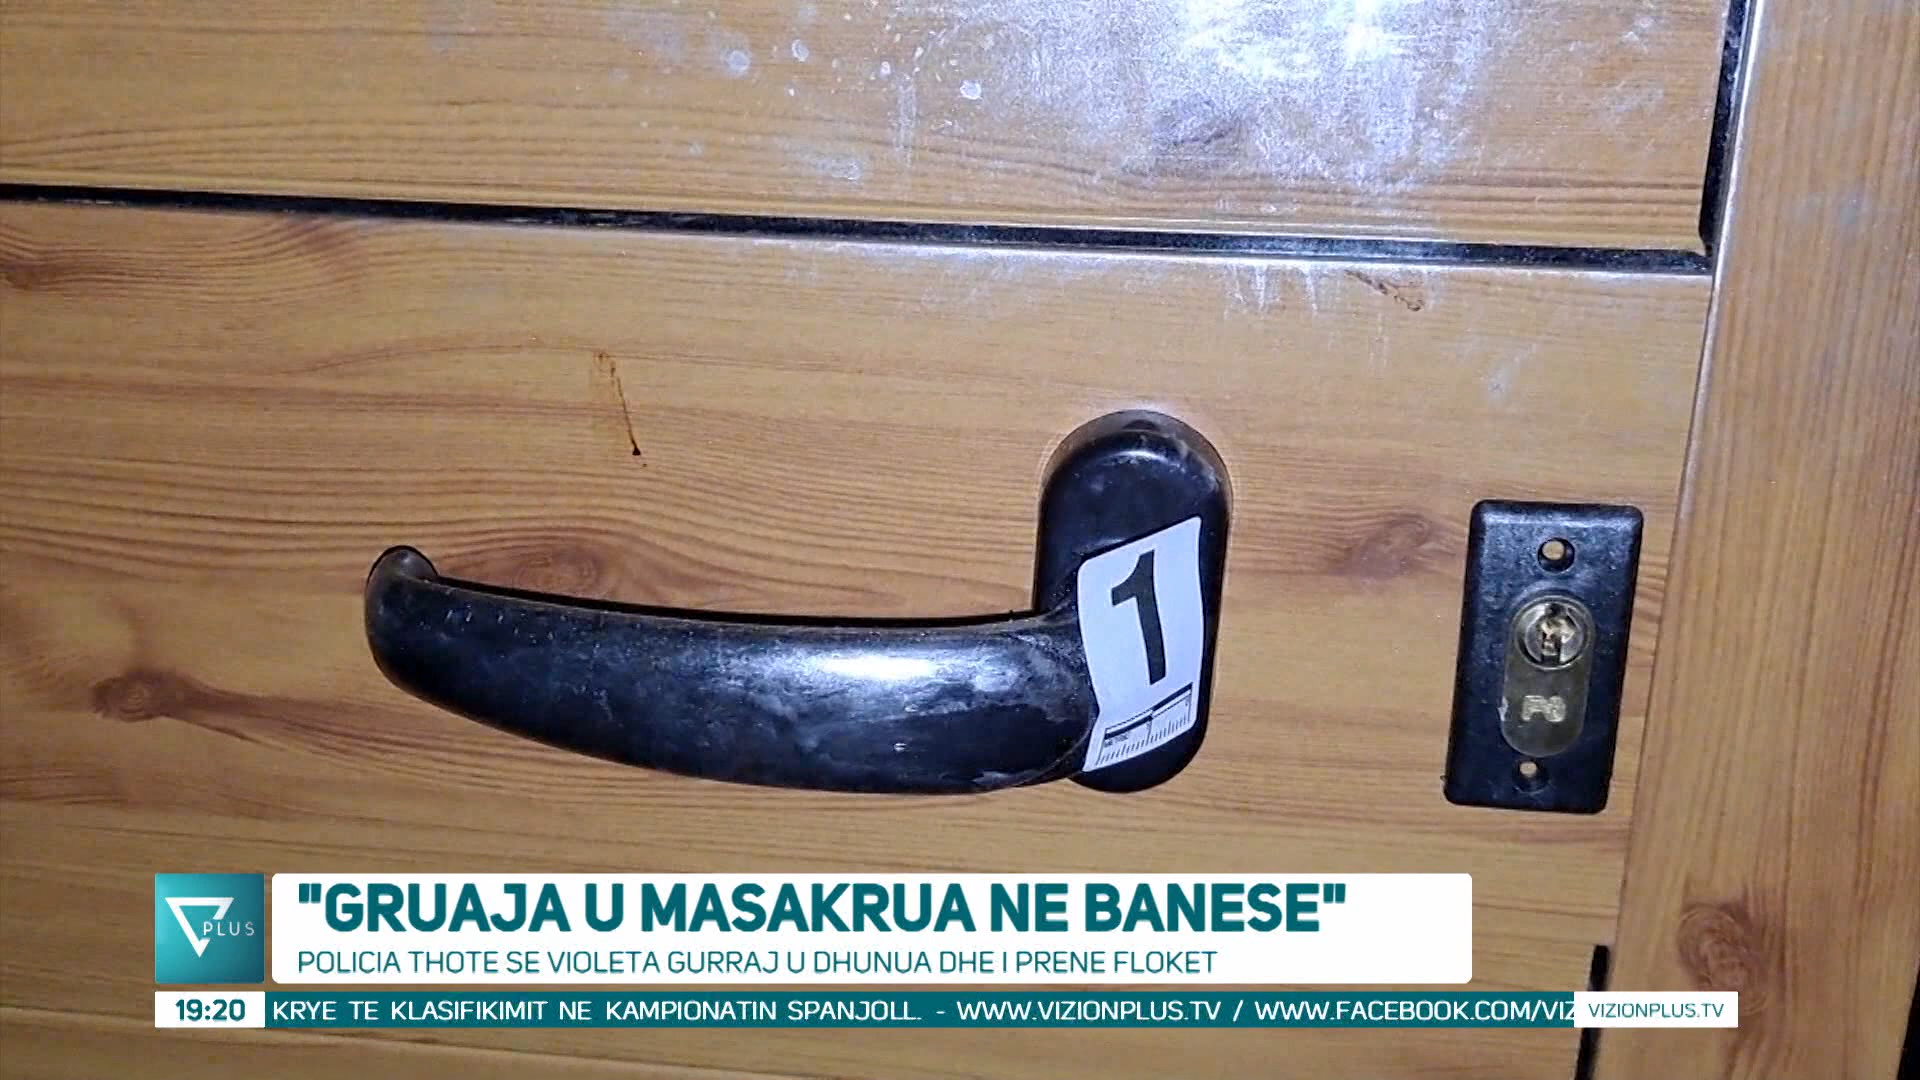 1
"GRUAJA U MASAKRUA NE BANESE"
PLUS
POLICIA THOTE SE VIOLETA GURRAJ U DHUNUA DHE I PRENE FLOKET
19:20 KRYE TE KLASIFIKIMIT NE KAMPIONATIN SPANJOLL. - WWW.VIZIONPLUS.TV / WWW.FACEBOOK.COM/VIZ VIZIONPLUS.TV